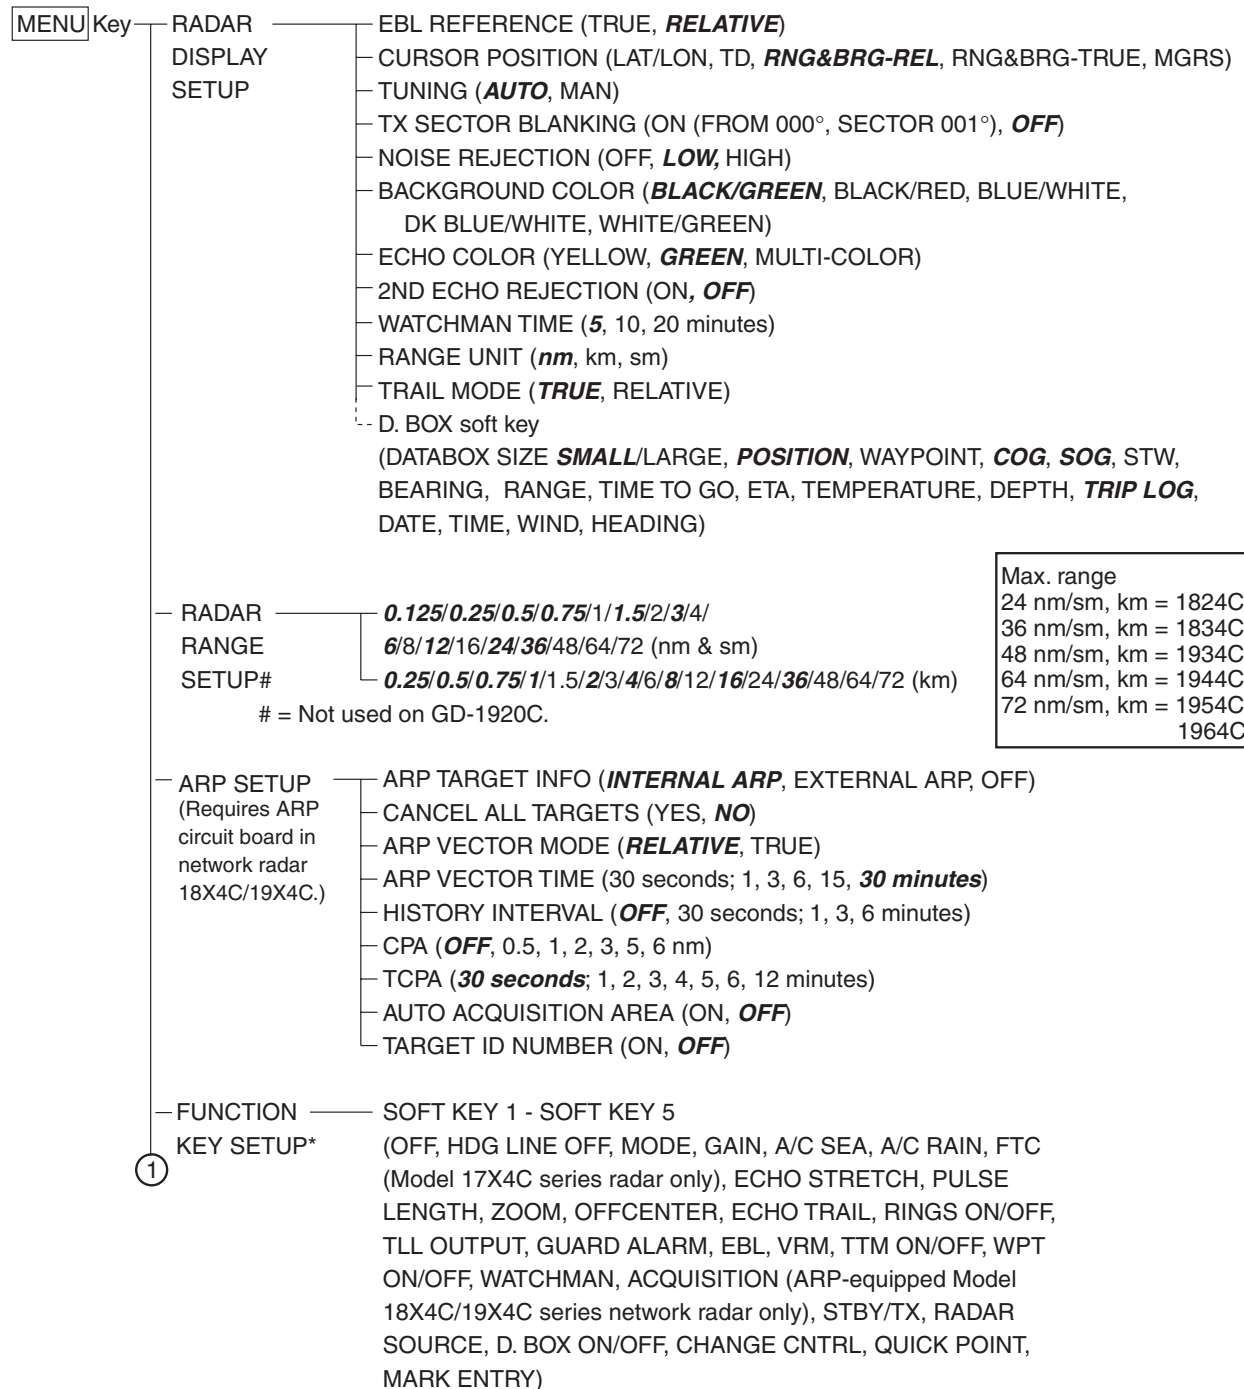 MENU Key RADAR EBL REFERENCE (TRUE, RELATIVE)
DISPLAY CURSOR POSITION (LAT/LON, TD, RNG&BRG-REL, RNG&BRG-TRUE, MGRS)
SETUP TUNING (AUTO, MAN)
TX SECTOR BLANKING (ON (FROM 000°, SECTOR 001°), OFF)
NOISE REJECTION (OFF, LOW, HIGH)
BACKGROUND COLOR (BLACK/GREEN, BLACK/RED, BLUE/WHITE,
DK BLUE/WHITE, WHITE/GREEN)
ECHO COLOR (YELLOW, GREEN, MULTI-COLOR)
2ND ECHO REJECTION (ON, OFF)
WATCHMAN TIME (5, 10, 20 minutes)
RANGE UNIT (nm, km, sm)
TRAIL MODE (TRUE, RELATIVE)
D. BOX soft key
(DATABOX SIZE SMALL/LARGE, POSITION, WAYPOINT, COG, SOG, STW,
BEARING, RANGE, TIME TO GO, ETA, TEMPERATURE, DEPTH, TRIP LOG,
DATE, TIME, WIND, HEADING)
RADAR 0.125/0.25/0.5/0.75/1/1.5/2/3/4/
RANGE 6/8/12/16/24/36/48/64/72 (nm & sm)
SETUP# 0.25/0.5/0.75/1/1.5/2/3/4/6/8/12/16/24/36/48/64/72 (km)
# = Not used on GD-1920C.
Max. range
24 nm/sm, km = 1824C
36 nm/sm, km = 1834C
48 nm/sm, km = 1934C
64 nm/sm, km = 1944C
72 nm/sm, km = 1954C
1964C
ARP SETUP
(Requires ARP
circuit board in
network radar
18X4C/19X4C.)
ARP TARGET INFO (INTERNAL ARP, EXTERNAL ARP, OFF)
CANCEL ALL TARGETS (YES, NO)
ARP VECTOR MODE (RELATIVE, TRUE)
ARP VECTOR TIME (30 seconds; 1, 3, 6, 15, 30 minutes)
HISTORY INTERVAL (OFF, 30 seconds; 1, 3, 6 minutes)
CPA (OFF, 0.5, 1, 2, 3, 5, 6 nm)
TCPA (30 seconds; 1, 2, 3, 4, 5, 6, 12 minutes)
AUTO ACQUISITION AREA (ON, OFF)
TARGET ID NUMBER (ON, OFF)
FUNCTION SOFT KEY 1 - SOFT KEY 5
KEY SETUP* (OFF, HDG LINE OFF, MODE, GAIN, A/C SEA, A/C RAIN, FTC
(Model 17X4C series radar only), ECHO STRETCH, PULSE
LENGTH, ZOOM, OFFCENTER, ECHO TRAIL, RINGS ON/OFF,
TLL OUTPUT, GUARD ALARM, EBL, VRM, TTM ON/OFF, WPT
ON/OFF, WATCHMAN, ACQUISITION (ARP-equipped Model
18X4C/19X4C series network radar only), STBY/TX, RADAR
SOURCE, D. BOX ON/OFF, CHANGE CNTRL, QUICK POINT,
MARK ENTRY)
1